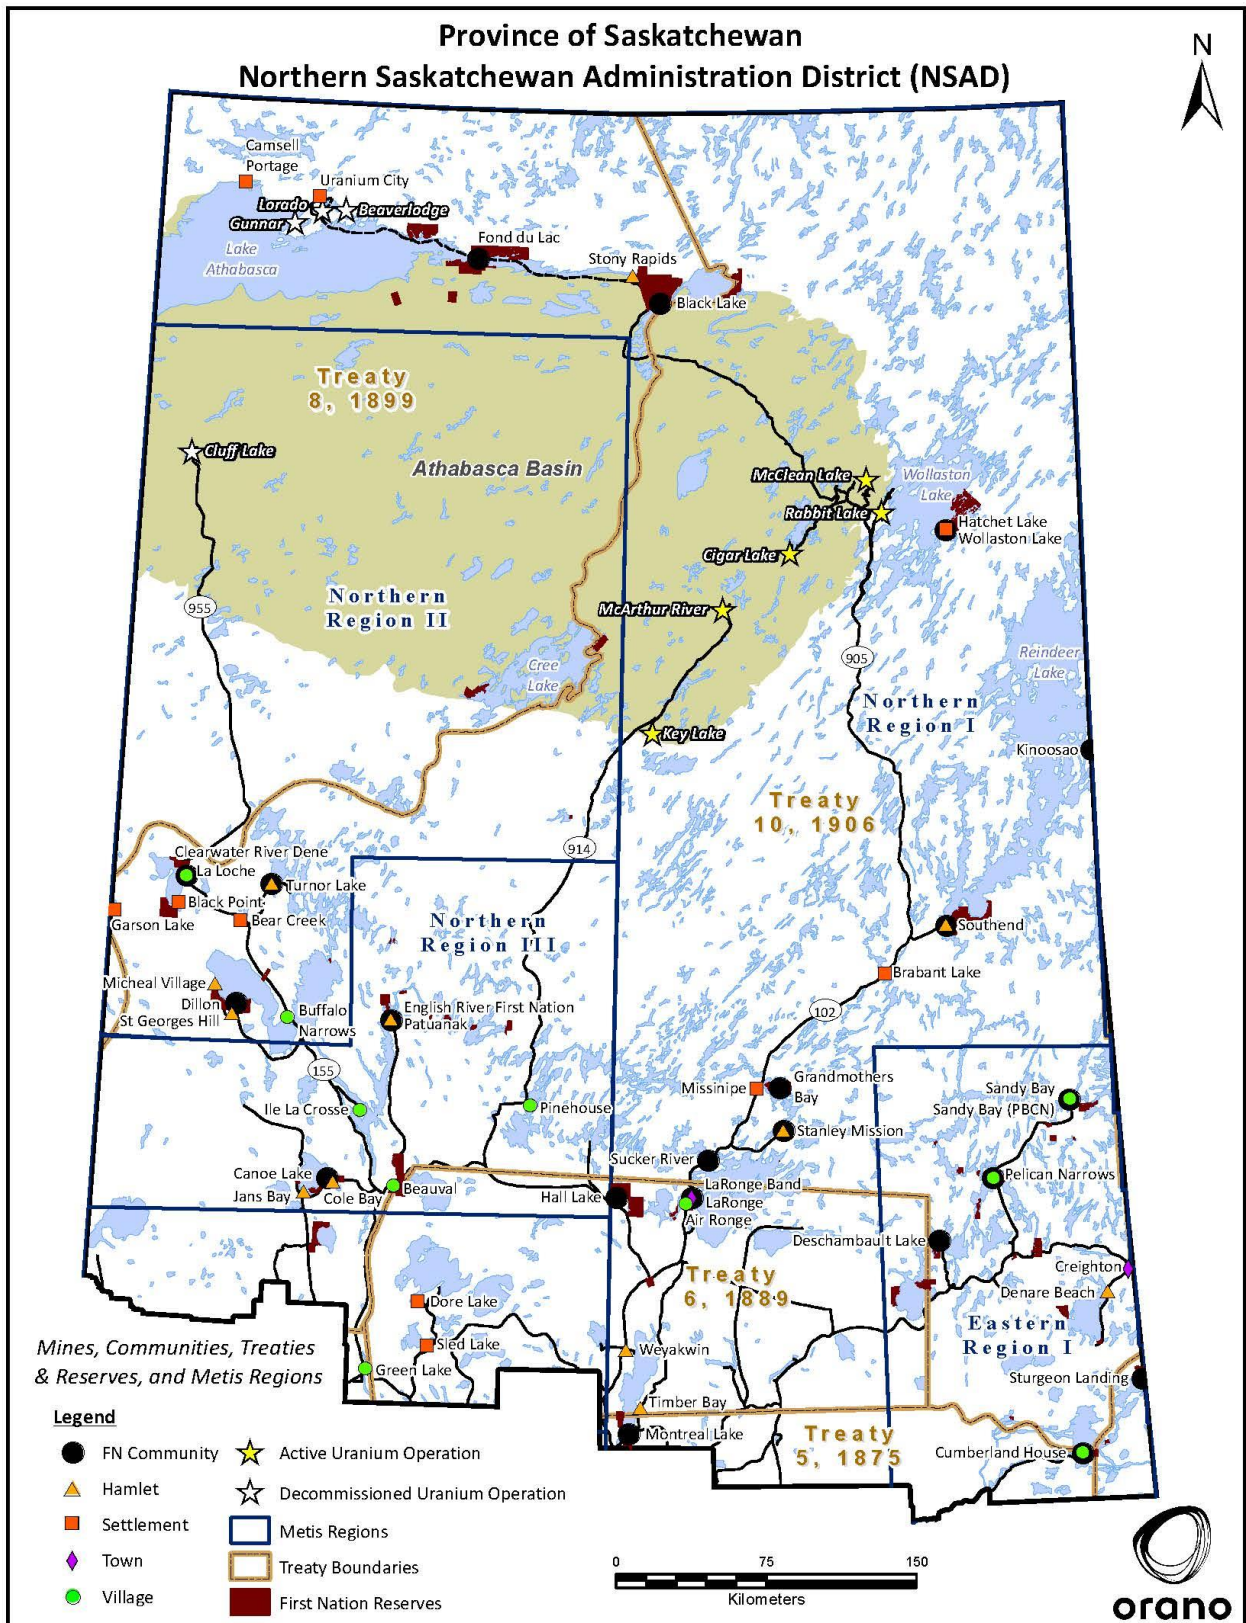 Province of Saskatchewan
Northern Saskatchewan Administration District (NSAD)
N
Camsell
Portage
Uranium City
Lorado
Beaverlodge
Gunnar
Fond du Lac
Lake
Athabasca
Stony Rapids
Black Lake
Treaty
8, 1899
Cluff Lake
Athabasca Basin
McClean Lake
Wollaston
Lake
Rabbit Lake
Hatchet Lake
Wollaston Lake
Cigar Lake
955
Northern
Region II
McArthur River
Cree
Lake
905
Reindeer
Lake
Northern
Region I
Key Lake
Kinoosao
Treaty
10, 1906
914
Clearwater River Dene
La Loche
Turnor Lake
Black Point
Garson Lake
Bear Creek
Northern
Region III
Southend
Brabant Lake
Micheal Village
Dillon
St Georges Hill
Buffalo
Narrows
English River First Nation
Patuanak
102
155
Ile La Crosse
Pinehouse
Missinipe
Grandmothers
Bay
Sandy Bay
Sandy Bay (PBCN)
Stanley Mission
Sucker River
Pelican Narrows
Canoe Lake
Jans Bay
Cole Bay
Beauval
Hall Lake
LaRonge Band
LaRonge
Air Ronge
Deschambault Lake
Creighton
Denare Beach
Treaty
6, 1889
Dore Lake
Sled Lake
Green Lake
Weyakwin
Eastern
Region I
Sturgeon Landing
Timber Bay
Montreal Lake
Treaty
5, 1875
Cumberland House
Mines, Communities, Treaties
& Reserves, and Metis Regions
Legend
FN Community
Hamlet
Settlement
Town
Village
Active Uranium Operation
Decommissioned Uranium Operation
Metis Regions
Treaty Boundaries
First Nation Reserves
0 75 150
Kilometers
orano